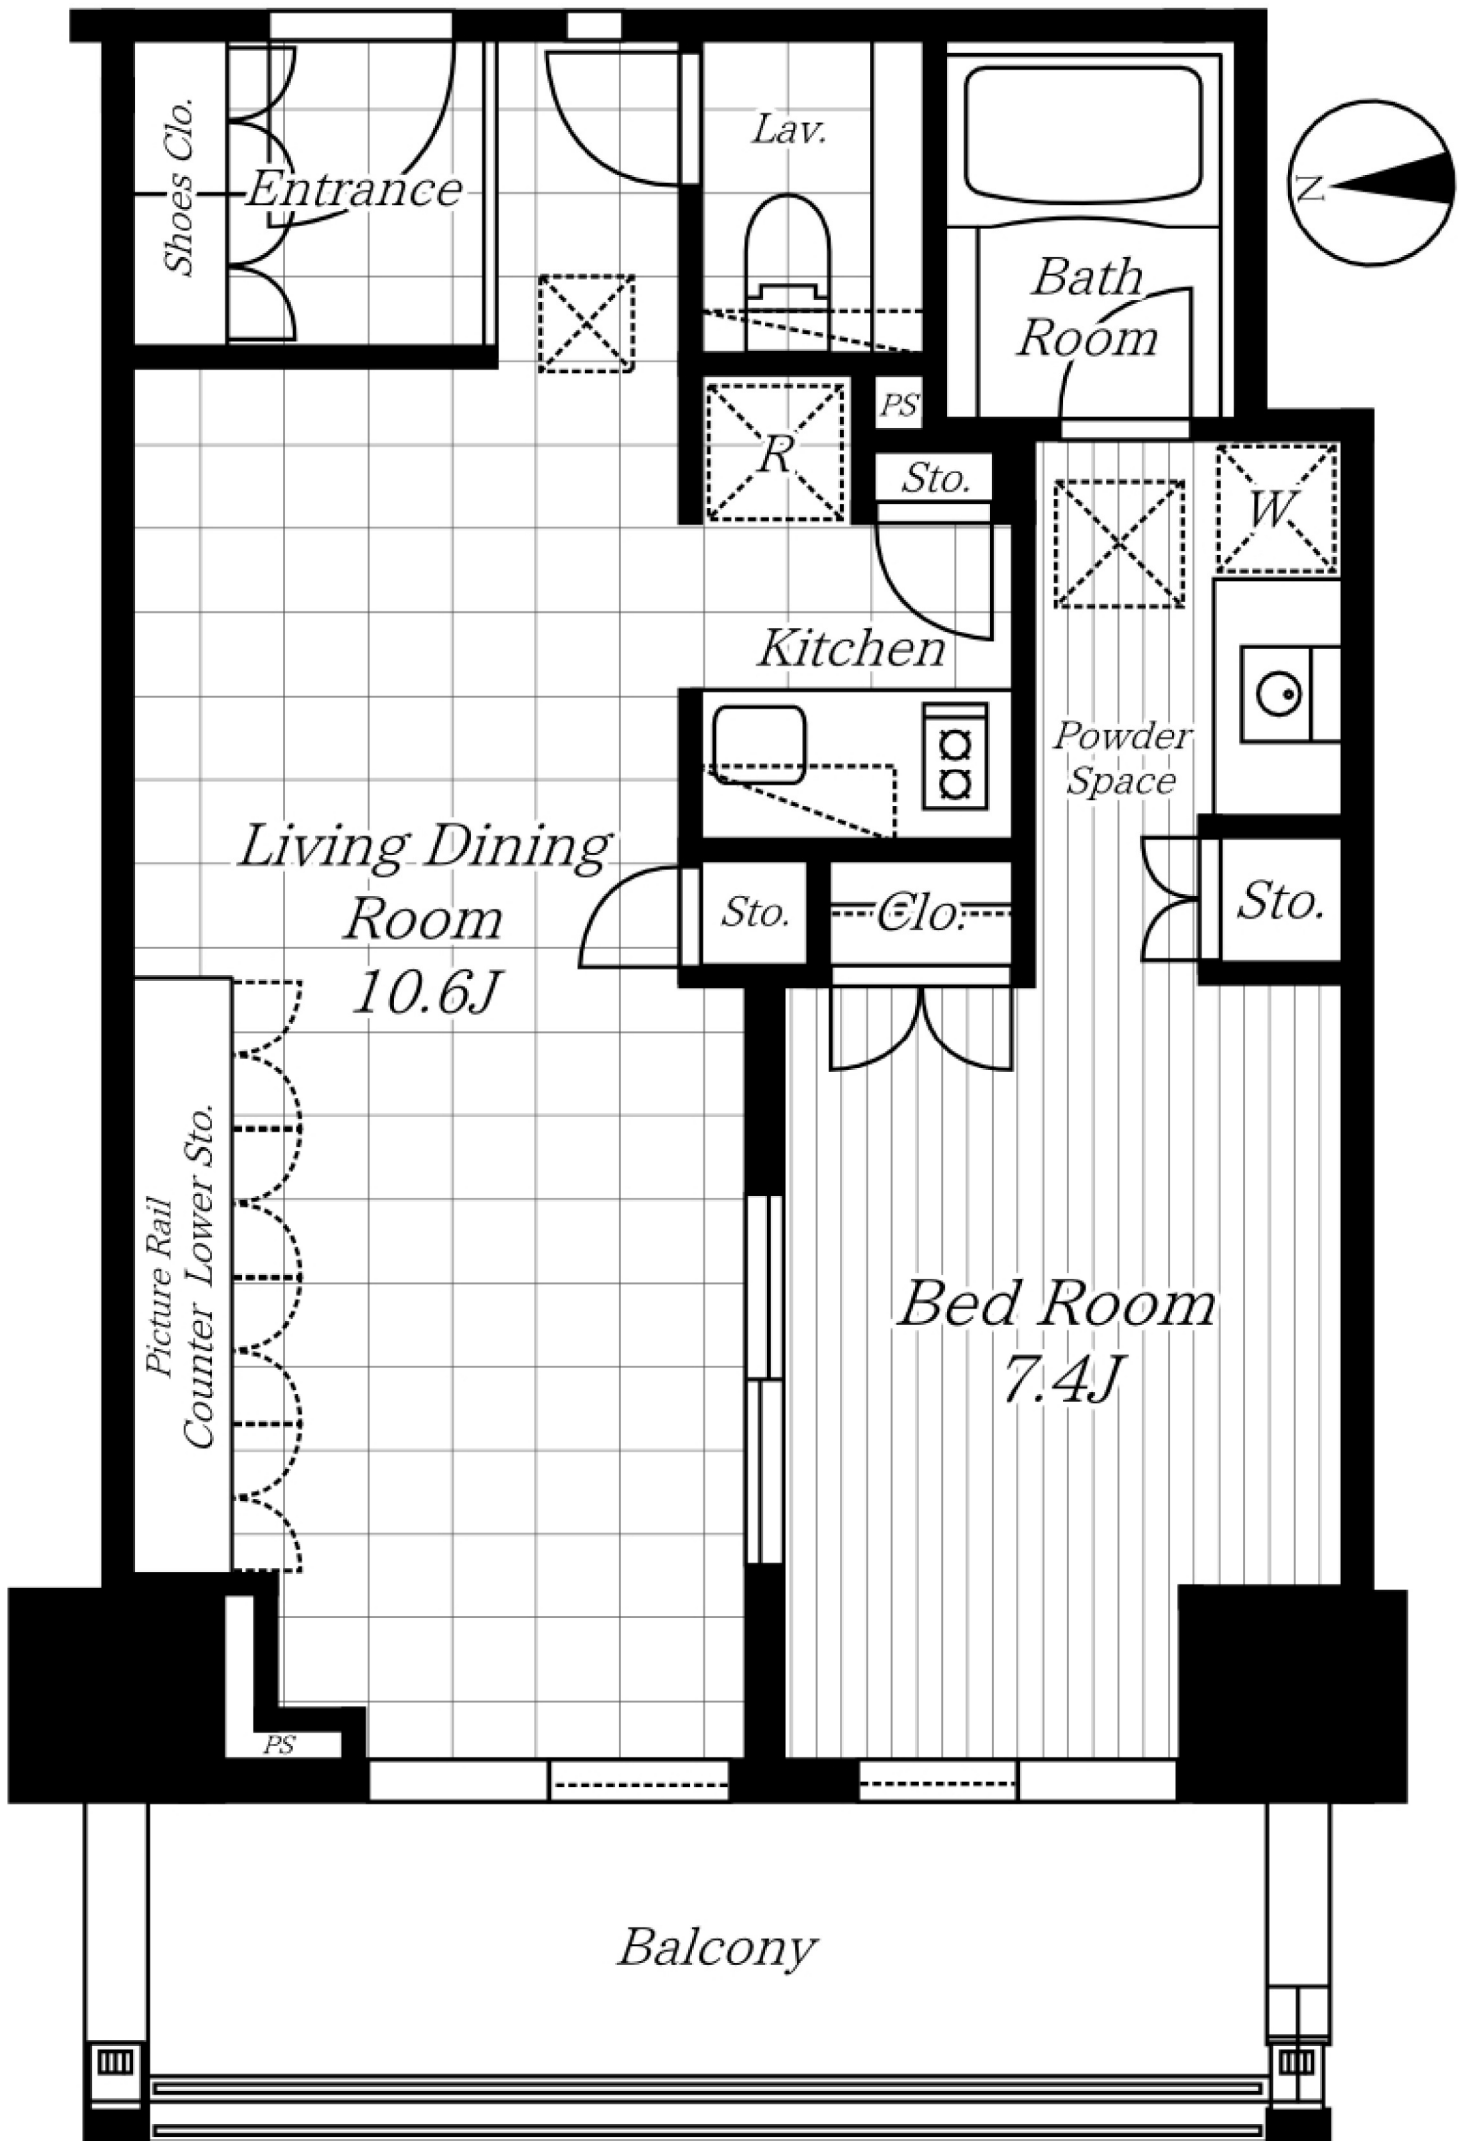 Shoes Clo.
Entrance
Lav.
Bath
Room
N
R
PS
Sto.
W
Kitchen
Powder
Space
Living Dining
Room
10.6J
Sto.
Clo.
Sto.
Picture Rail
Counter Lower Sto.
Bed Room
7.4J
PS
Balcony